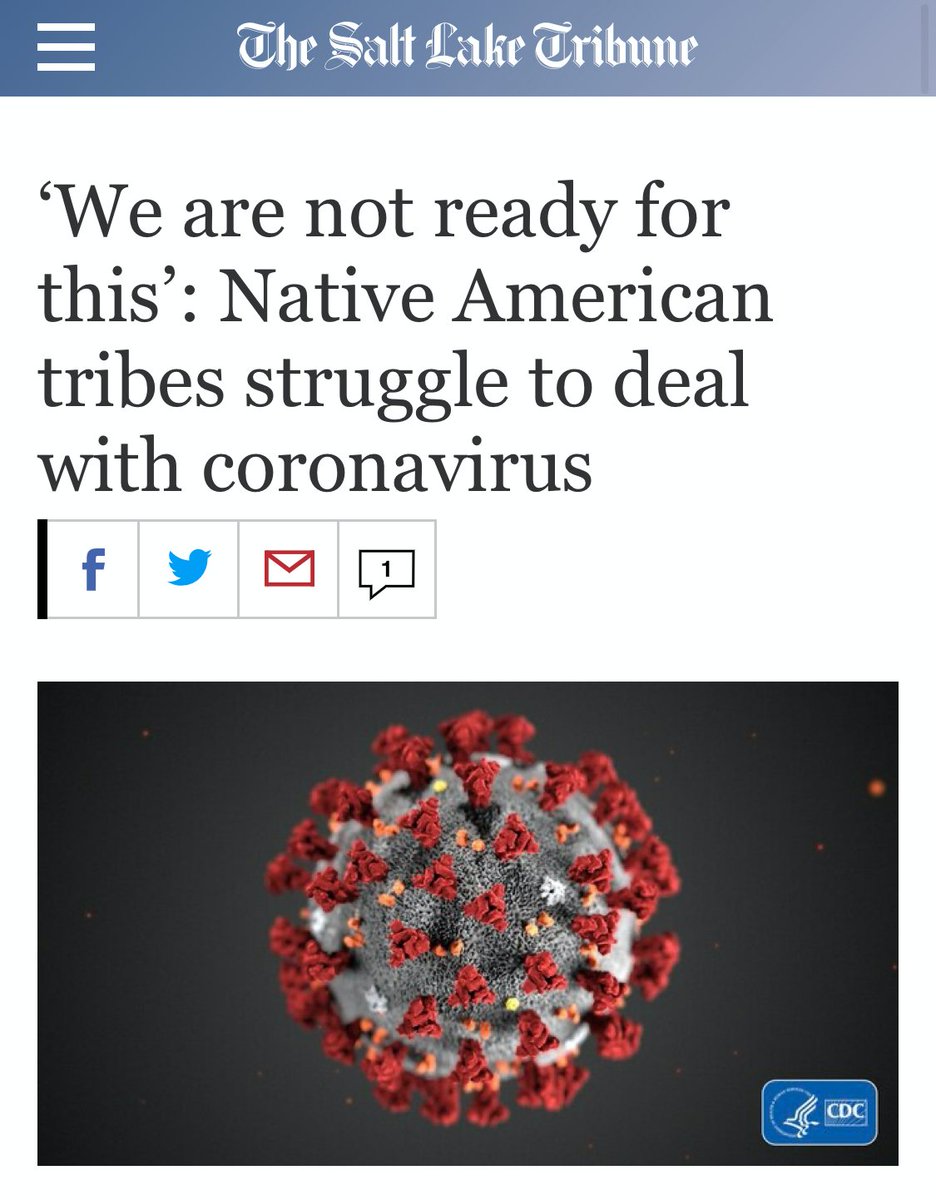 The Salt Lake Tribune
‘We are not ready for
this’: Native American
tribes struggle to deal
with coronavirus
f
1
CDC